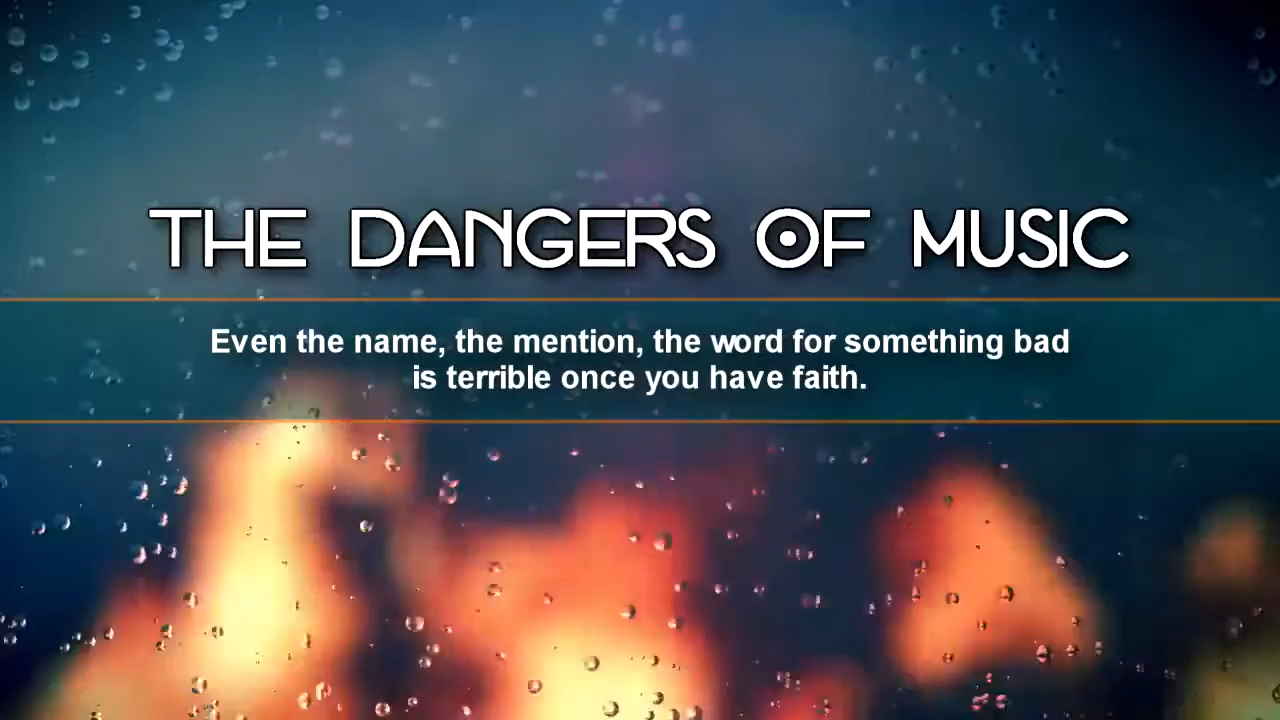 THE DANGERS OF MUSIC
Even the name, the mention, the word for something bad
is terrible once you have faith.